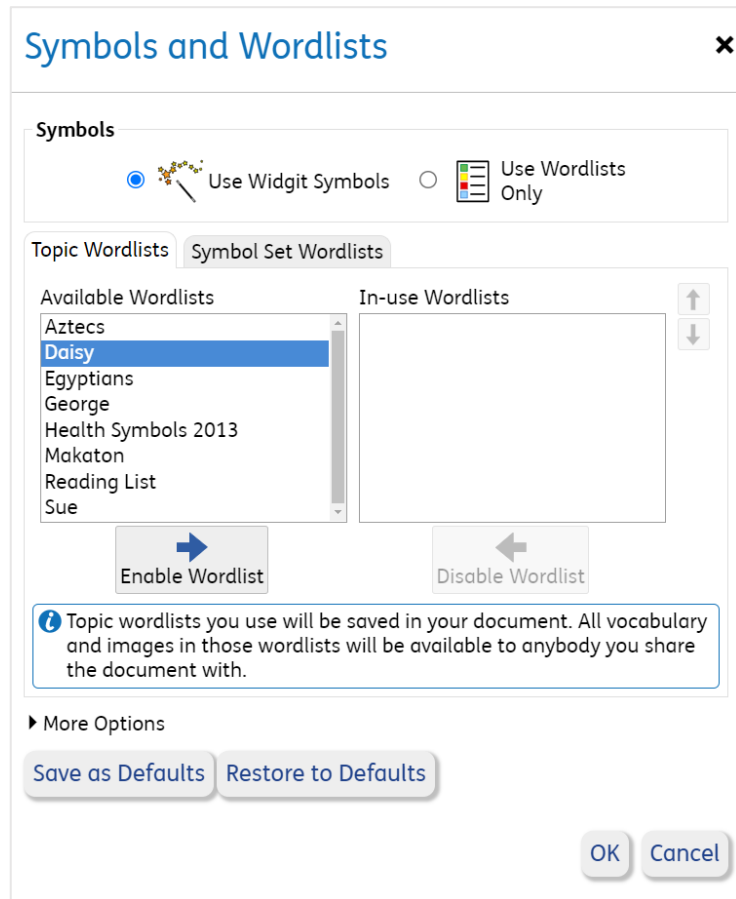 Symbols and Wordlists
Symbols
Use Widgit Symbols
Use Wordlists
Only
Topic Wordlists
Symbol Set Wordlists
Available Wordlists
In-use Wordlists
Aztecs
Daisy
Egyptians
George
Health Symbols 2013
Makaton
Reading List
Sue
Enable Wordlist
Disable Wordlist
Topic wordlists you use will be saved in your document. All vocabulary
and images in those wordlists will be available to anybody you share
the document with.
More Options
Save as Defaults
Restore to Defaults
OK
Cancel